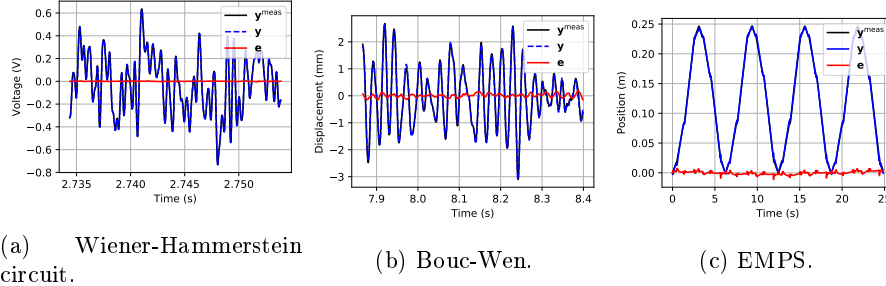 y^meas
y
e
0.6
0.4
0.2
0.0
−0.2
−0.4
−0.6
−0.8
Voltage (V)
2.735 2.740 2.745 2.750
Time (s)
(a) Wiener-Hammerstein
circuit.
y^meas
y
e
2
1
0
−1
−2
−3
Displacement (mm)
7.9 8.0 8.1 8.2 8.3 8.4
Time (s)
(b) Bouc-Wen.
y^meas
y
e
0.25
0.20
0.15
0.10
0.05
0.00
Position (m)
0 5 10 15 20 25
Time (s)
(c) EMPS.